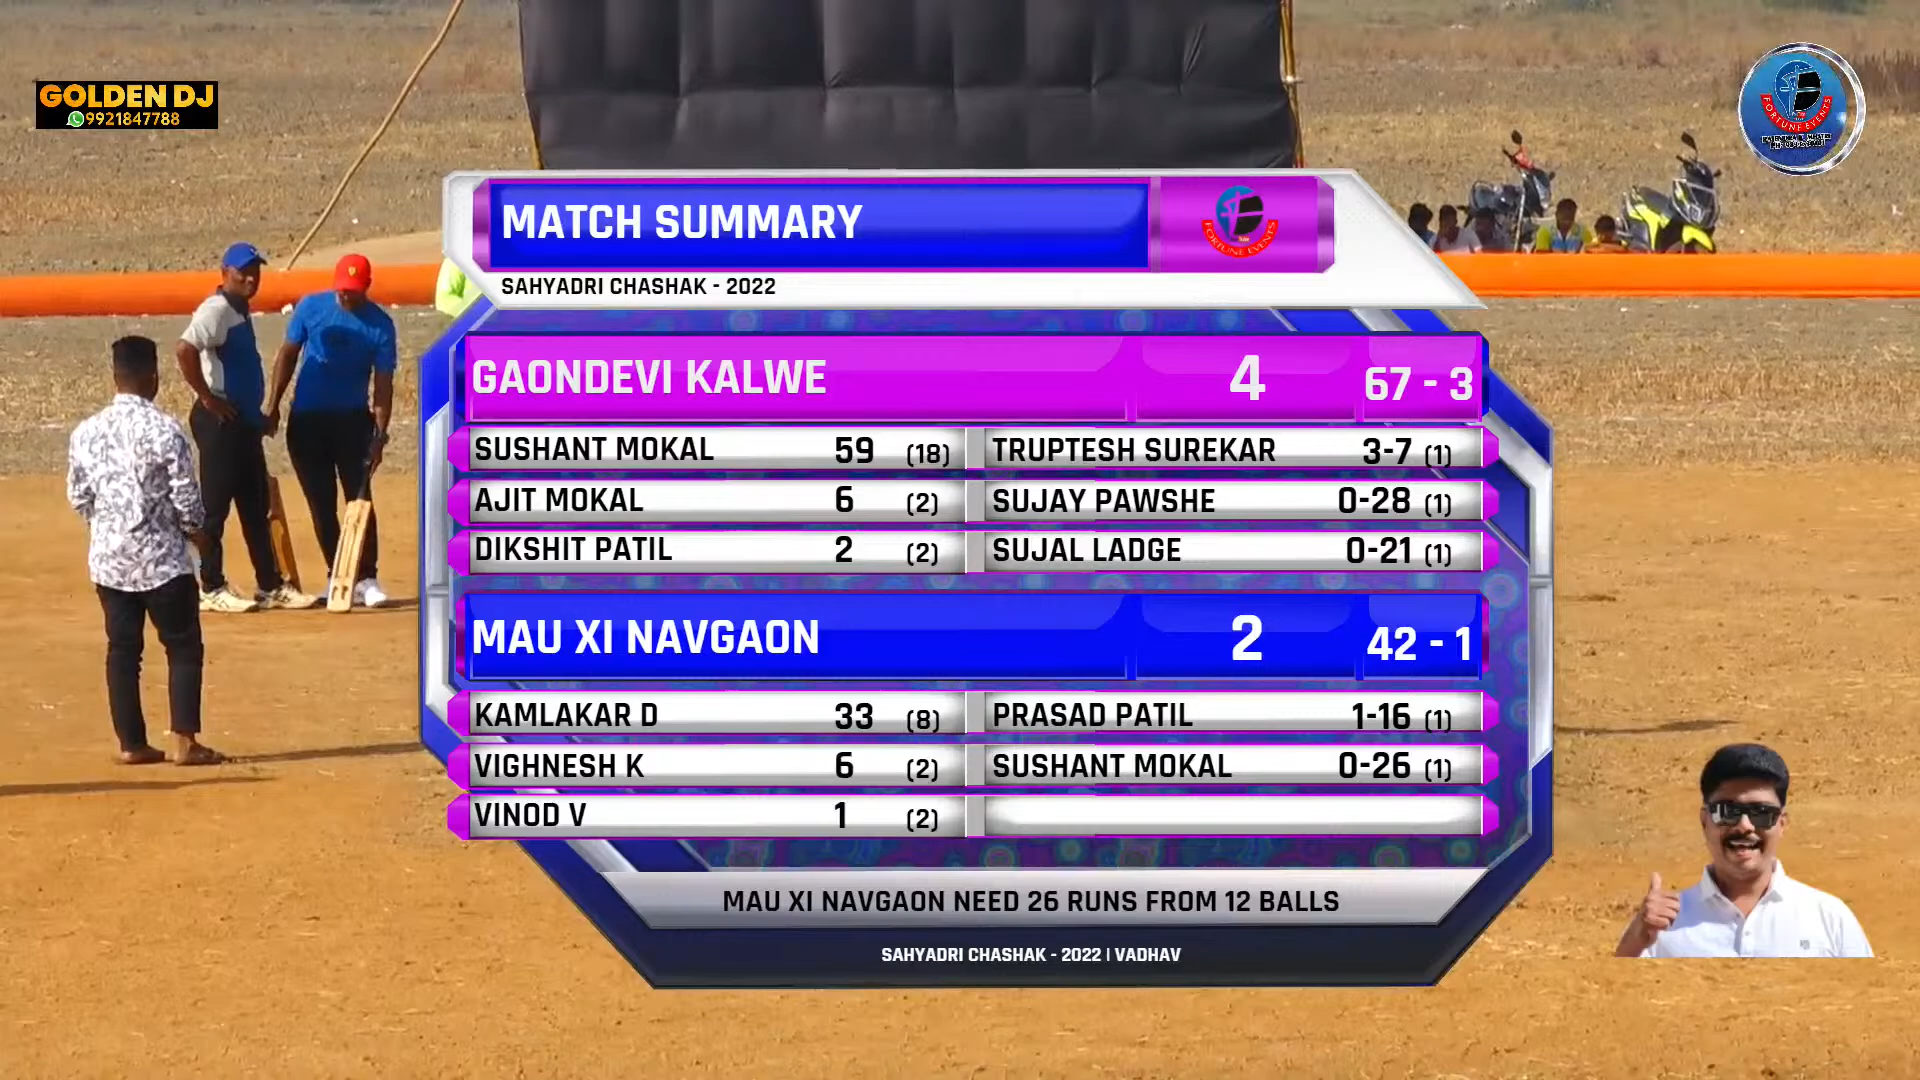 GOLDEN DJ
9921847788
FORTUNE EVENTS
MATCH SUMMARY
FORTUNE EVENTS
SAHYADRI CHASHAK - 2022
GAONDEVI KALWE 4 67 - 3
SUSHANT MOKAL 59 (18) TRUPTESH SUREKAR 3-7 (1)
AJIT MOKAL 6 (2) SUJAY PAWSHE 0-28 (1)
DIKSHIT PATIL 2 (2) SUJAL LADGE 0-21 (1)
MAU XI NAVGAON 2 42 - 1
KAMLAKAR D 33 (8) PRASAD PATIL 1-16 (1)
VIGHNESH K 6 (2) SUSHANT MOKAL 0-26 (1)
VINOD V 1 (2)
MAU XI NAVGAON NEED 26 RUNS FROM 12 BALLS
SAHYADRI CHASHAK - 2022 | VADHAV